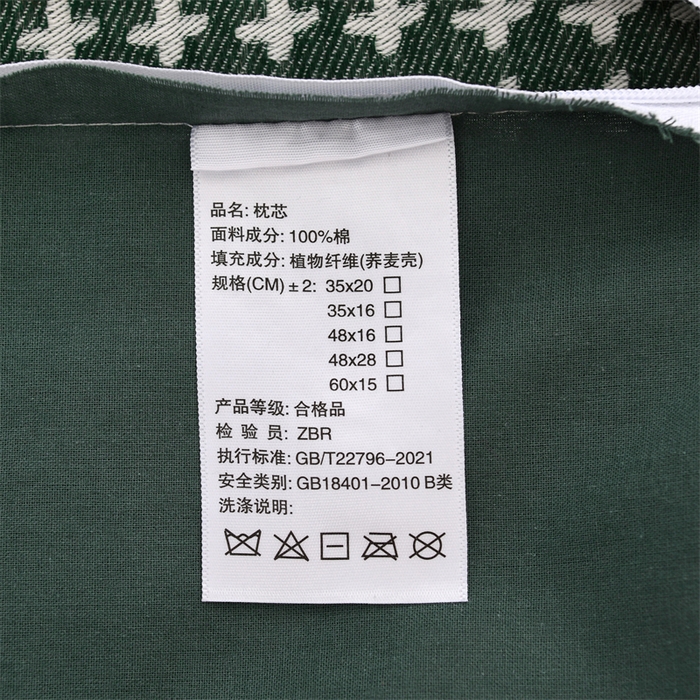 品名: 枕芯
面料成分: 100%棉
填充成分: 植物纤维(荞麦壳)
规格(CM) ± 2: 35x20 □
35x16 □
48x16 □
48x28 □
60x15 □
产品等级: 合格品
检 验 员: ZBR
执行标准: GB/T22796-2021
安全类别: GB18401-2010 B类
洗涤说明: